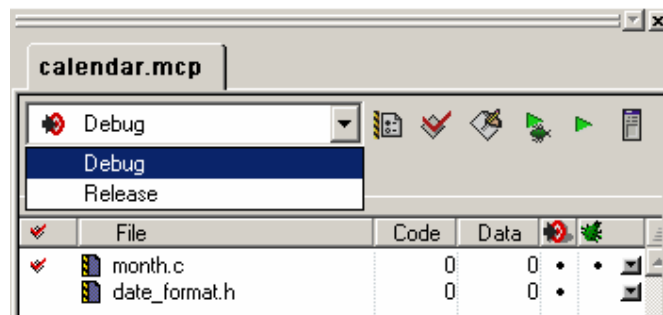 calendar.mcp
Debug
Debug
Release
File Code Data
month.c 0 0
date_format.h 0 0